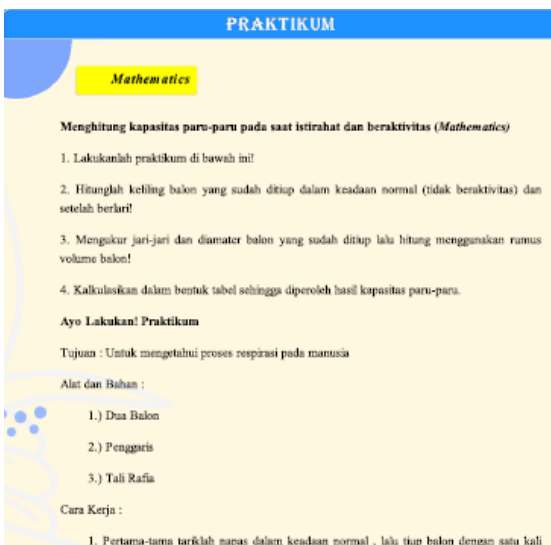 PRAKTIKUM
Mathematics
Menghitung kapasitas paru-paru pada saat istirahat dan beraktivitas (Mathematics)
1. Lakukanlah praktikum di bawah ini!
2. Hitunglah keliling balon yang sudah ditiup dalam keadaan normal (tidak beraktivitas) dan
setelah berlari!
3. Mengukur jari-jari dan diamater balon yang sudah ditiup lalu hitung menggunakan rumus
volume balon!
4. Kalkulasikan dalam bentuk tabel sehingga diperoleh hasil kapasitas paru-paru.
Ayo Lakukan! Praktikum
Tujuan : Untuk mengetahui proses respirasi pada manusia
Alat dan Bahan :
1.) Dua Balon
2.) Penggaris
3.) Tali Rafia
Cara Kerja :
1. Pertama-tama tariklah napas dalam keadaan normal , lalu tiup balon dengan satu kali